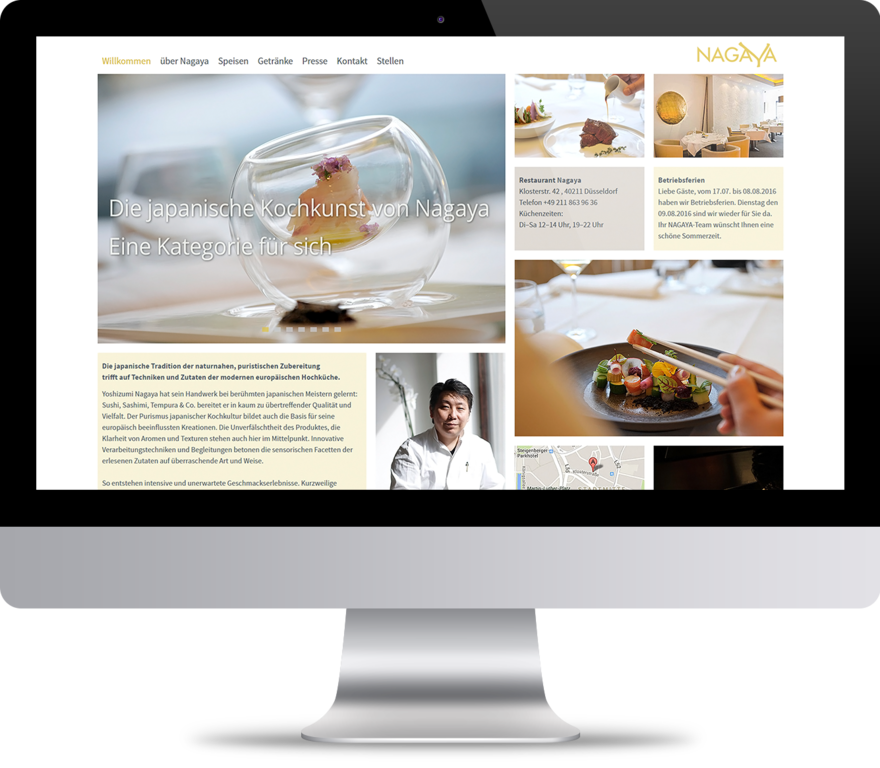 Willkommen über Nagaya Speisen Getränke Presse Kontakt Stellen
NAGAYA
Die japanische Kochkunst von Nagaya
Eine Kategorie für sich
Restaurant Nagaya
Klosterstr. 42 , 40211 Düsseldorf
Telefon +49 211 863 96 36
Küchenzeiten:
Di–Sa 12–14 Uhr, 19–22 Uhr
Betriebsferien
Liebe Gäste, vom 17.07. bis 08.08.2016
haben wir Betriebsferien. Dienstag den
09.08.2016 sind wir wieder für Sie da.
Ihr NAGAYA-Team wünscht Ihnen eine
schöne Sommerzeit.
Die japanische Tradition der naturnahen, puristischen Zubereitung
trifft auf Techniken und Zutaten der modernen europäischen Hochküche.
Yoshizumi Nagaya hat sein Handwerk bei berühmten japanischen Meistern gelernt:
Sushi, Sashimi, Tempura & Co. bereitet er in kaum zu übertreffender Qualität und
Vielfalt. Der Purismus japanischer Kochkultur bildet auch die Basis für seine
europäisch beeinflussten Kreationen. Die Unverfälschtheit des Produktes, die
Klarheit von Aromen und Texturen stehen auch hier im Mittelpunkt. Innovative
Verarbeitungstechniken und Begleitungen betonen die sensorischen Facetten der
erlesenen Zutaten auf überraschende Art und Weise.
So entstehen intensive und unerwartete Geschmackserlebnisse. Kurzweilige
Steigenberger
Parkhotel
A
Klosterstraße
Martin-Luther-Platz
STADTMITTE